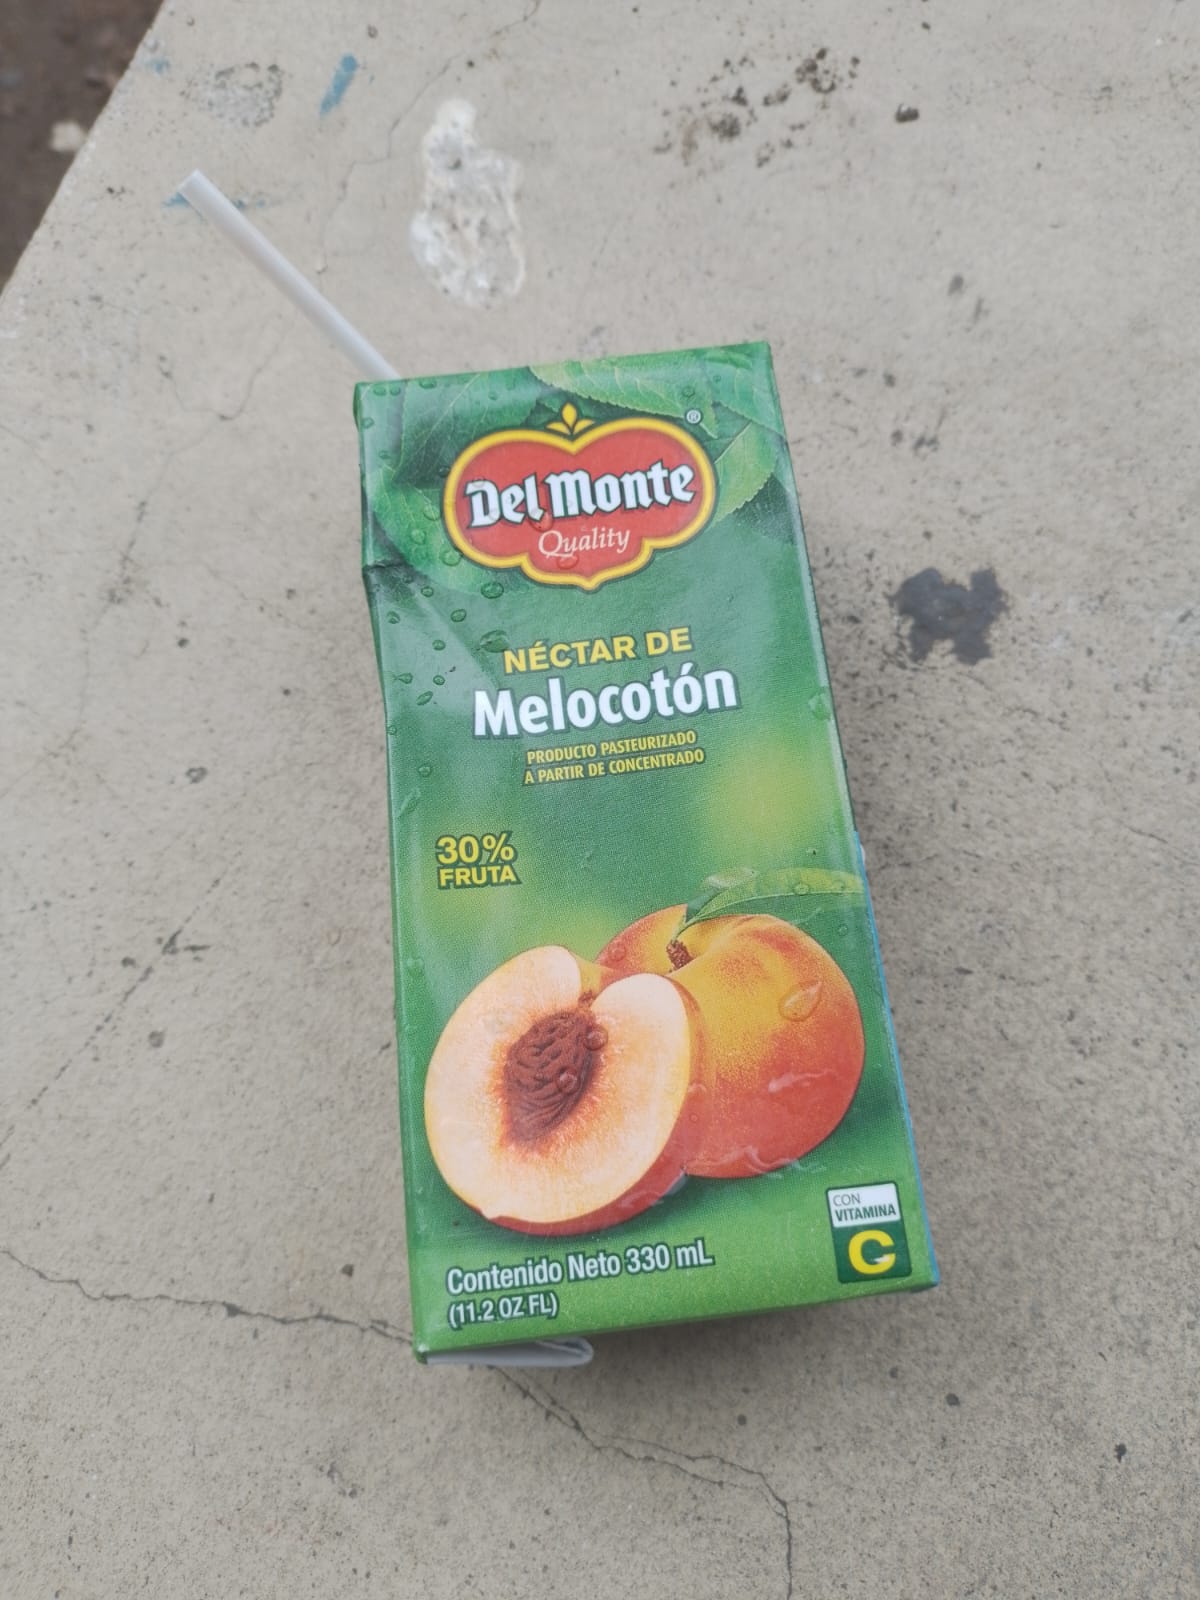 Del Monte
®
Quality
NÉCTAR DE
Melocotón
PRODUCTO PASTEURIZADO
A PARTIR DE CONCENTRADO
30%
FRUTA
CON
VITAMINA
C
Contenido Neto 330 mL
(11.2 OZ FL)